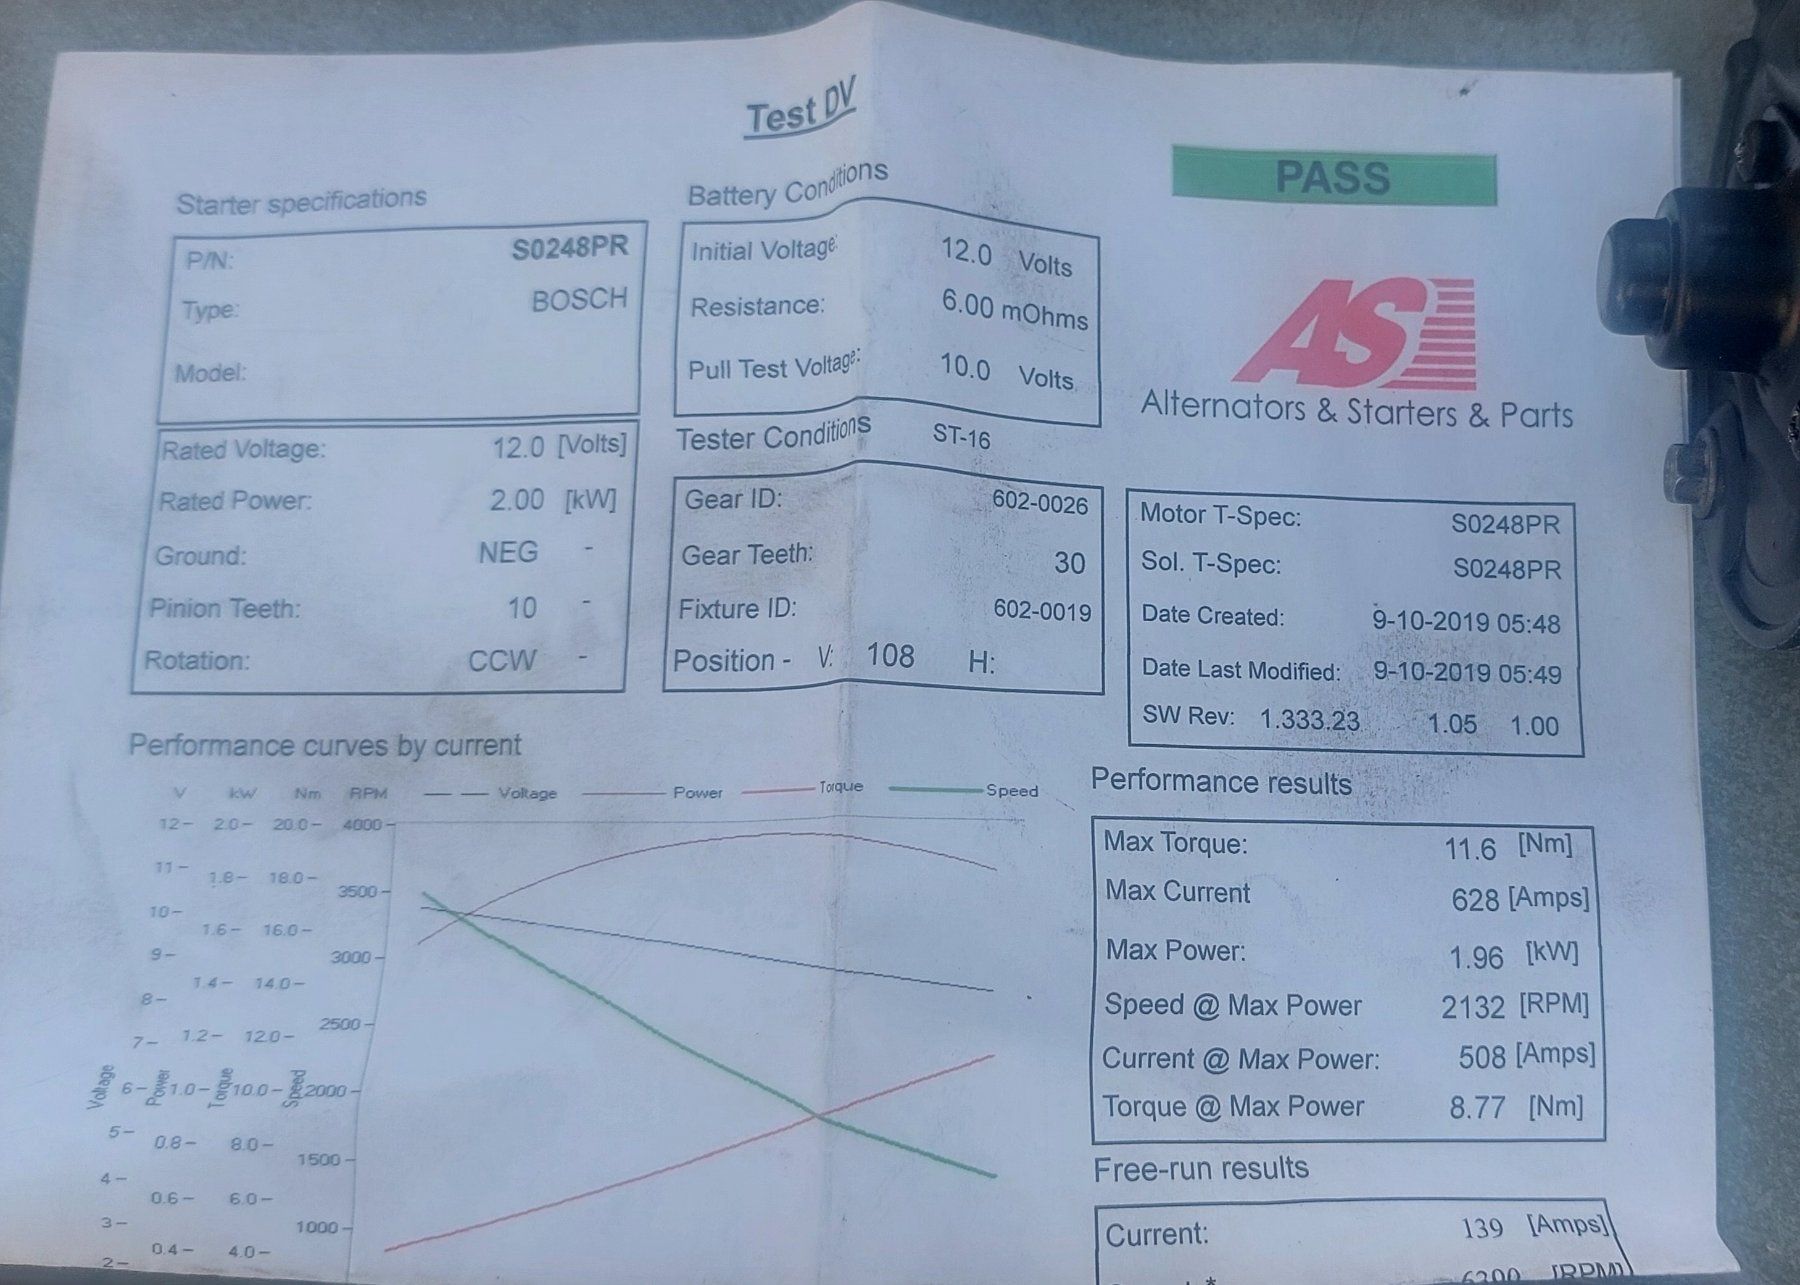 Test DV
PASS
Starter specifications
P/N: S0248PR
Type: BOSCH
Model:
Rated Voltage: 12.0 [Volts]
Rated Power: 2.00 [kW]
Ground: NEG -
Pinion Teeth: 10 -
Rotation: CCW -
Battery Conditions
Initial Voltage: 12.0 Volts
Resistance: 6.00 mOhms
Pull Test Voltage: 10.0 Volts
Tester Conditions ST-16
Gear ID: 602-0026
Gear Teeth: 30
Fixture ID: 602-0019
Position - V: 108 H:
AS
Alternators & Starters & Parts
Motor T-Spec: S0248PR
Sol. T-Spec: S0248PR
Date Created: 9-10-2019 05:48
Date Last Modified: 9-10-2019 05:49
SW Rev: 1.333.23 1.05 1.00
Performance curves by current
V kW Nm RPM Voltage Power Torque Speed
12- 2.0- 20.0- 4000-
11- 1.8- 18.0- 3500-
10- 1.6- 16.0-
9- 3000-
8- 1.4- 14.0-
7- 1.2- 12.0- 2500-
Voltage 6- Power 1.0- Torque 10.0- Speed 2000-
5- 0.8- 8.0- 1500-
4- 0.6- 6.0-
3- 1000-
2- 0.4- 4.0-
Performance results
Max Torque: 11.6 [Nm]
Max Current 628 [Amps]
Max Power: 1.96 [kW]
Speed @ Max Power 2132 [RPM]
Current @ Max Power: 508 [Amps]
Torque @ Max Power 8.77 [Nm]
Free-run results
Current: 139 [Amps]
[RPM]